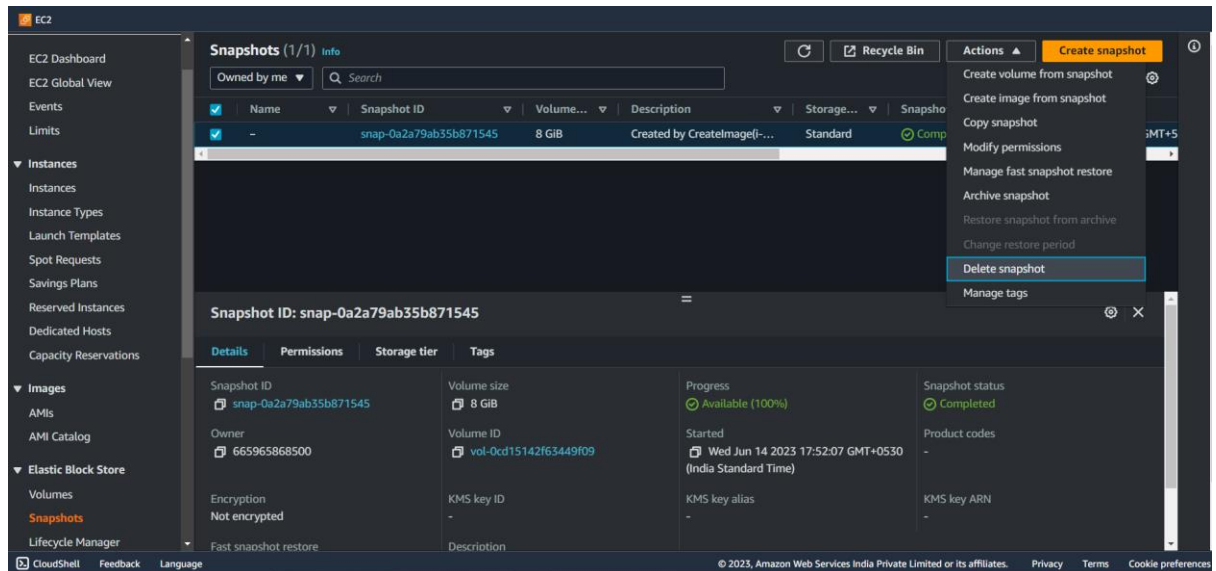 EC2
EC2 Dashboard
EC2 Global View
Events
Limits
Instances
Instances
Instance Types
Launch Templates
Spot Requests
Savings Plans
Reserved Instances
Dedicated Hosts
Capacity Reservations
Images
AMIs
AMI Catalog
Elastic Block Store
Volumes
Snapshots
Lifecycle Manager
Snapshots (1/1) Info
Recycle Bin
Actions
Create snapshot
Owned by me
Search
Name Snapshot ID Volume... Description Storage... Snapsho
– snap-0a2a79ab35b871545 8 GiB Created by CreateImage(i-... Standard Comp GMT+5
Create volume from snapshot
Create image from snapshot
Copy snapshot
Modify permissions
Manage fast snapshot restore
Archive snapshot
Restore snapshot from archive
Change restore period
Delete snapshot
Manage tags
Snapshot ID: snap-0a2a79ab35b871545
Details Permissions Storage tier Tags
Snapshot ID Volume size Progress Snapshot status
snap-0a2a79ab35b871545 8 GiB Available (100%) Completed
Owner Volume ID Started Product codes
665965868500 vol-0cd15142f63449f09 Wed Jun 14 2023 17:52:07 GMT+0530 –
(India Standard Time)
Encryption KMS key ID KMS key alias KMS key ARN
Not encrypted – – –
Fast snapshot restore Description
CloudShell Feedback Language © 2023, Amazon Web Services India Private Limited or its affiliates. Privacy Terms Cookie preferences